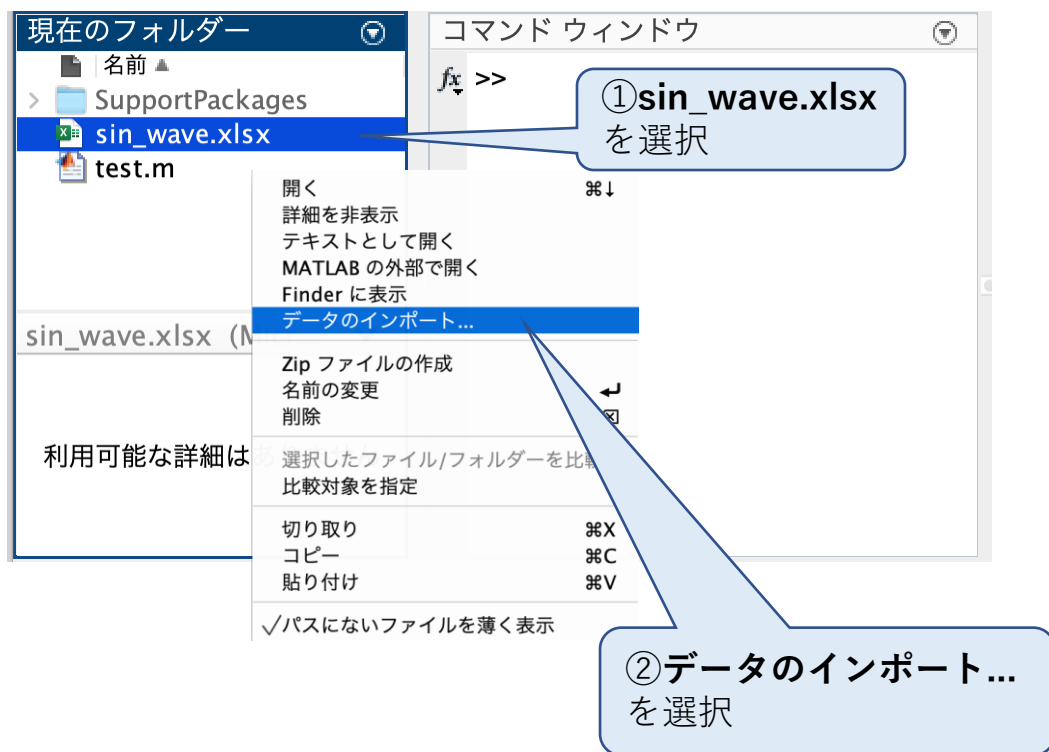 現在のフォルダー
名前
SupportPackages
sin_wave.xlsx
test.m
sin_wave.xlsx (M
利用可能な詳細はあ
コマンド ウィンドウ
fx >>
①sin_wave.xlsx
を選択
開く ⌘↓
詳細を非表示
テキストとして開く
MATLAB の外部で開く
Finder に表示
データのインポート...
Zip ファイルの作成
名前の変更 ↵
削除 ⌫
選択したファイル/フォルダーを比較
比較対象を指定
切り取り ⌘X
コピー ⌘C
貼り付け ⌘V
✓パスにないファイルを薄く表示
②データのインポート...
を選択